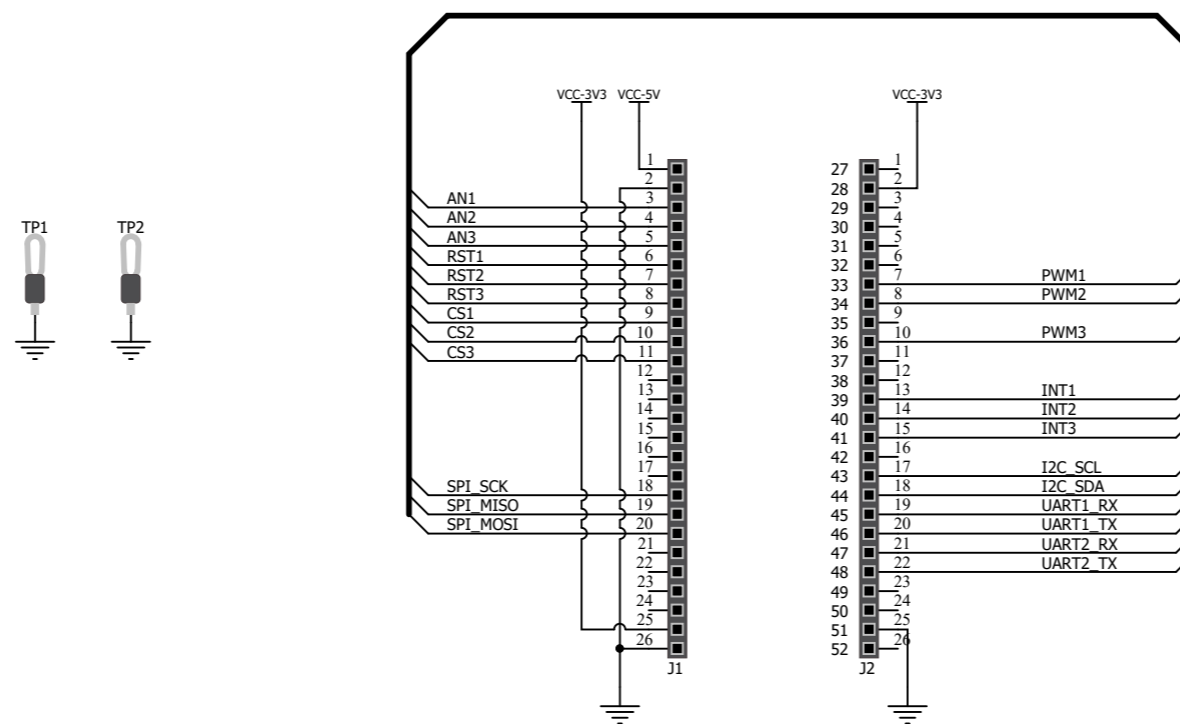 VCC-3V3 VCC-5V VCC-3V3
1 27 1
2 28 2
AN1 3 29 3
AN2 4 30 4
TP1 TP2 AN3 5 31 5
RST1 6 32 6
RST2 7 33 7 PWM1
RST3 8 34 8 PWM2
CS1 9 35 9
CS2 10 36 10 PWM3
CS3 11 37 11
12 38 12
13 39 13 INT1
14 40 14 INT2
15 41 15 INT3
16 42 16
17 43 17 I2C_SCL
SPI_SCK 18 44 18 I2C_SDA
SPI_MISO 19 45 19 UART1_RX
SPI_MOSI 20 46 20 UART1_TX
21 47 21 UART2_RX
22 48 22 UART2_TX
23 49 23
24 50 24
25 51 25
26 52 26
J1 J2